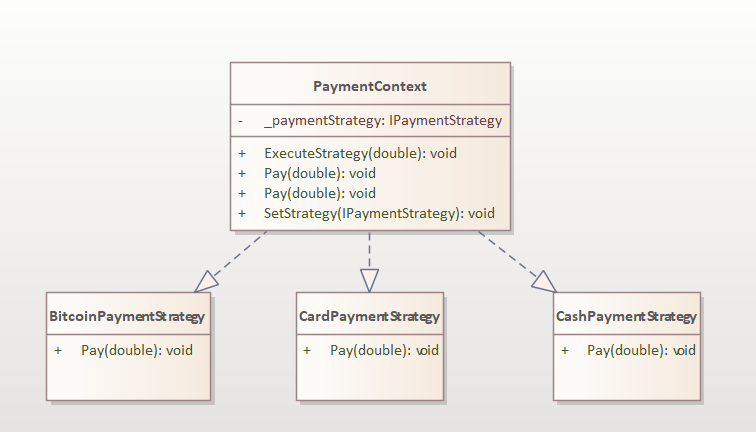 PaymentContext
- _paymentStrategy: IPaymentStrategy
+ ExecuteStrategy(double): void
+ Pay(double): void
+ Pay(double): void
+ SetStrategy(IPaymentStrategy): void
BitcoinPaymentStrategy
+ Pay(double): void
CardPaymentStrategy
+ Pay(double): void
CashPaymentStrategy
+ Pay(double): void